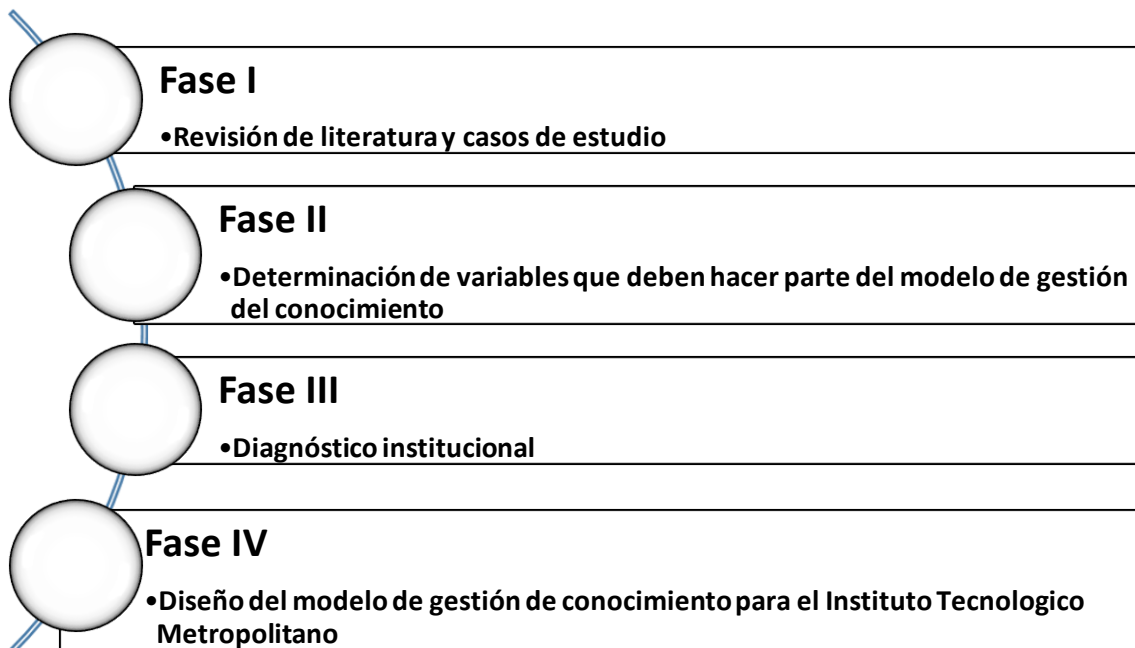 Fase I
•Revisión de literatura y casos de estudio
Fase II
•Determinación de variables que deben hacer parte del modelo de gestión
del conocimiento
Fase III
•Diagnóstico institucional
Fase IV
•Diseño del modelo de gestión de conocimiento para el Instituto Tecnologico
Metropolitano